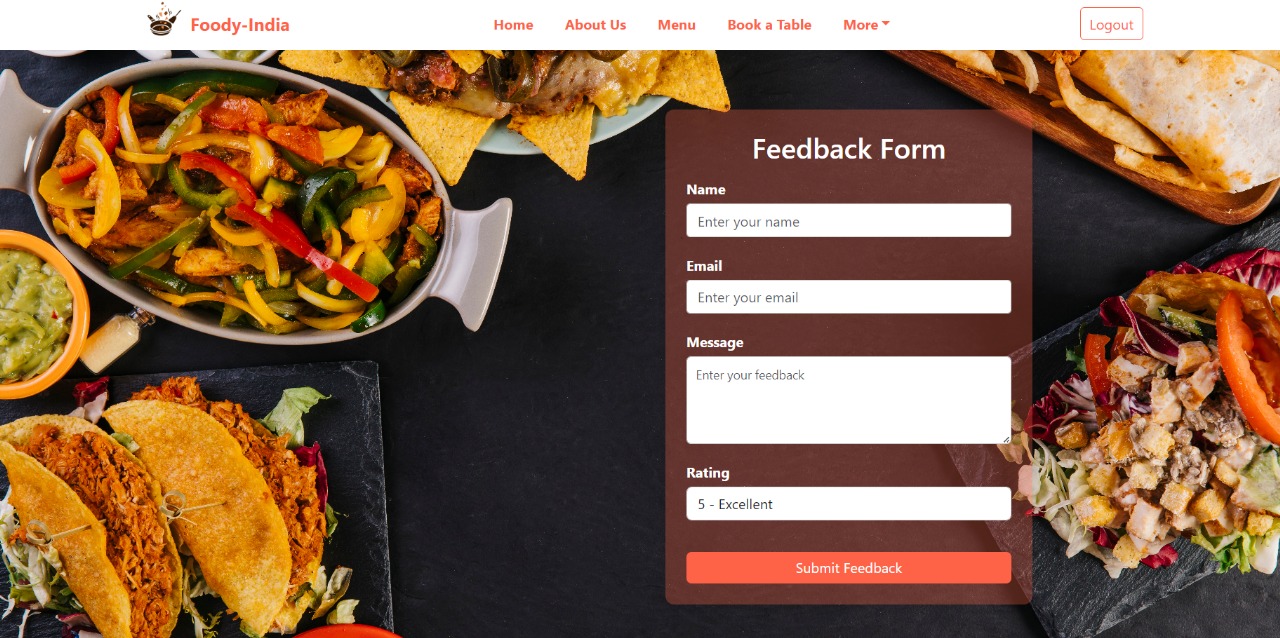 Foody-India
Home About Us Menu Book a Table More
Logout
Feedback Form
Name
Enter your name
Email
Enter your email
Message
Enter your feedback
Rating
5 - Excellent
Submit Feedback